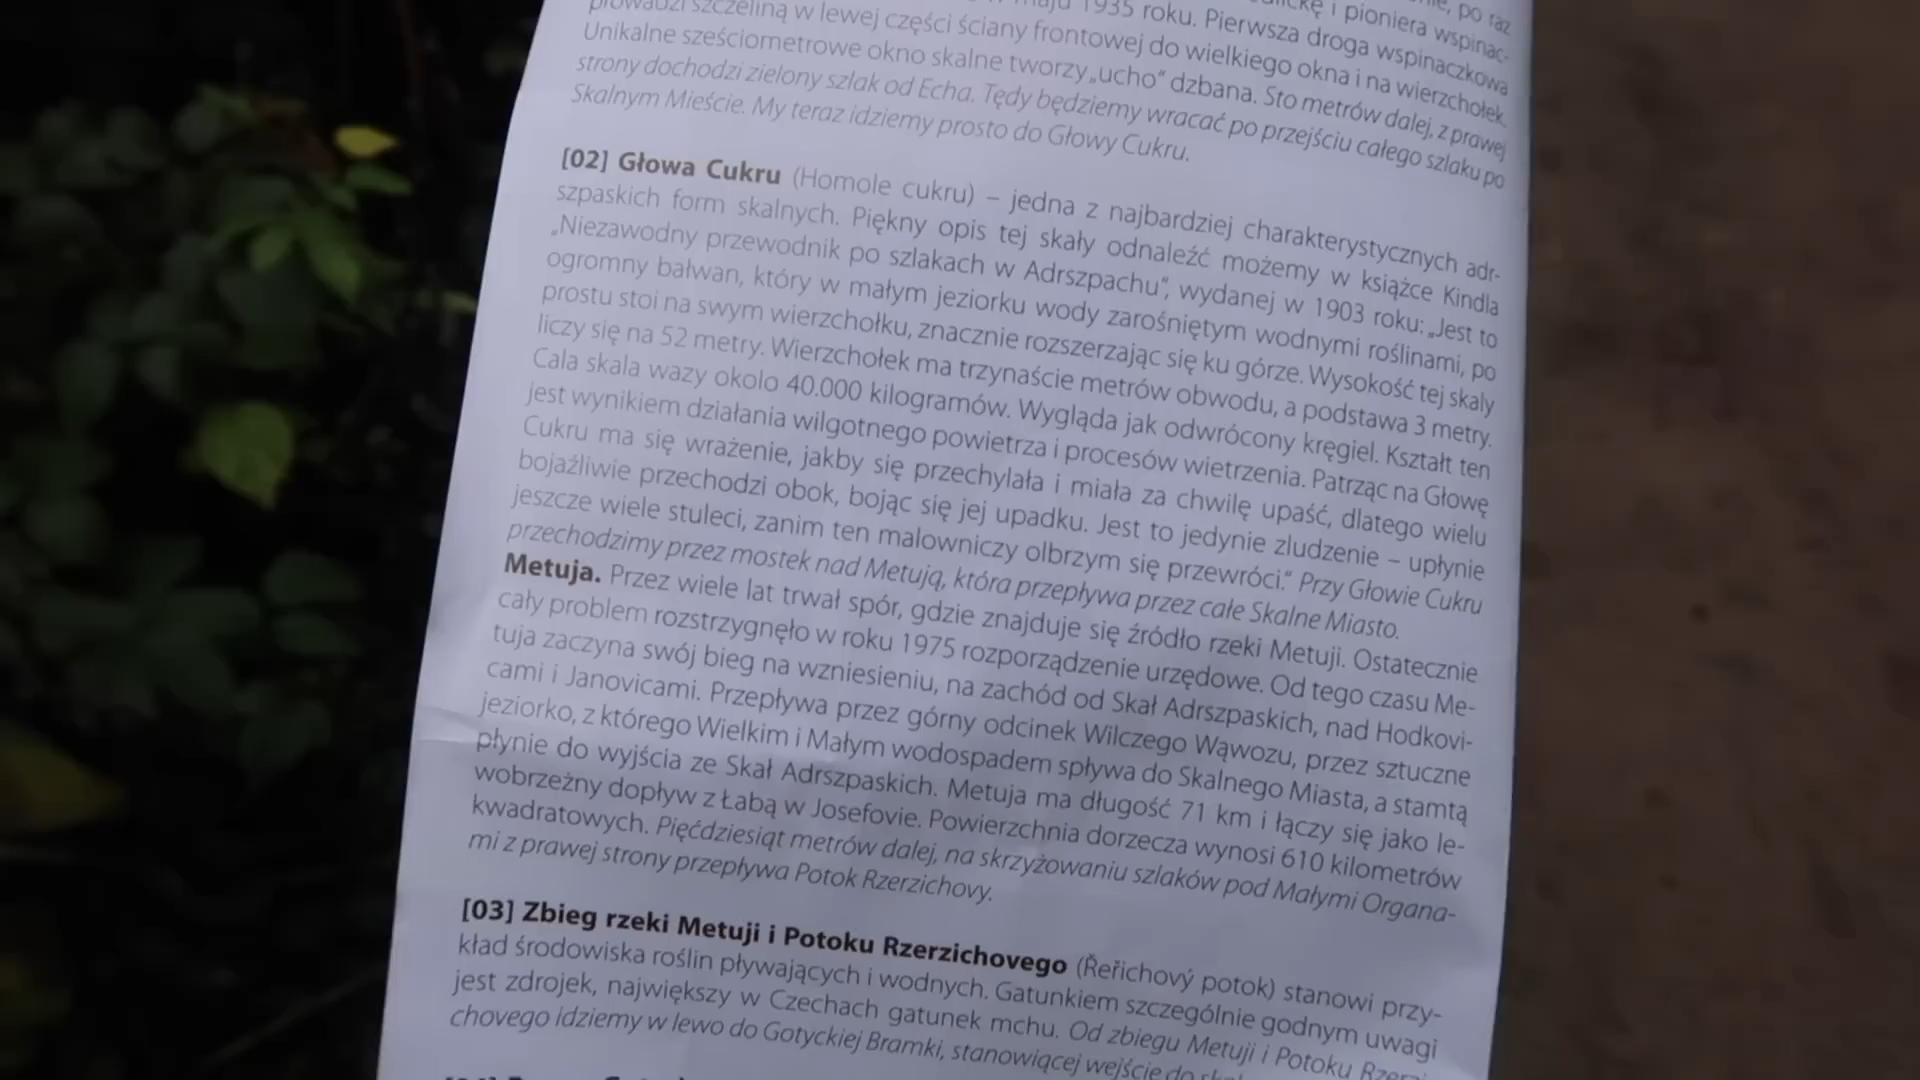 prowadzi szczeliną w lewej części ściany frontowej do wielkiego okna i na wierzchołek.
Unikalne sześciometrowe okno skalne tworzy „ucho" dzbana. Sto metrów dalej, z prawej
strony dochodzi zielony szlak od Echa. Tędy będziemy wracać po przejściu całego szlaku po
Skalnym Mieście. My teraz idziemy prosto do Głowy Cukru.
[02] Głowa Cukru (Homole cukru) – jedna z najbardziej charakterystycznych adr-
szpaskich form skalnych. Piękny opis tej skały odnaleźć możemy w książce Kindla
„Niezawodny przewodnik po szlakach w Adrszpachu", wydanej w 1903 roku: „Jest to
ogromny bałwan, który w małym jeziorku wody zarośniętym wodnymi roślinami, po
prostu stoi na swym wierzchołku, znacznie rozszerzając się ku górze. Wysokość tej skaly
liczy się na 52 metry. Wierzchołek ma trzynaście metrów obwodu, a podstawa 3 metry.
Cala skala wazy okolo 40.000 kilogramów. Wygląda jak odwrócony kręgiel. Kształt ten
jest wynikiem działania wilgotnego powietrza i procesów wietrzenia. Patrząc na Głowę
Cukru ma się wrażenie, jakby się przechylała i miała za chwilę upaść, dlatego wielu
bojaźliwie przechodzi obok, bojąc się jej upadku. Jest to jedynie zludzenie – upłynie
jeszcze wiele stuleci, zanim ten malowniczy olbrzym się przewróci." Przy Głowie Cukru
przechodzimy przez mostek nad Metują, która przepływa przez całe Skalne Miasto.
Metuja. Przez wiele lat trwał spór, gdzie znajduje się źródło rzeki Metuji. Ostatecznie
cały problem rozstrzygnęło w roku 1975 rozporządzenie urzędowe. Od tego czasu Me-
tuja zaczyna swój bieg na wzniesieniu, na zachód od Skał Adrszpaskich, nad Hodkovi-
cami i Janovicami. Przepływa przez górny odcinek Wilczego Wąwozu, przez sztuczne
jeziorko, z którego Wielkim i Małym wodospadem spływa do Skalnego Miasta, a stamtą
płynie do wyjścia ze Skał Adrszpaskich. Metuja ma długość 71 km i łączy się jako le-
wobrzeżny dopływ z Łabą w Josefovie. Powierzchnia dorzecza wynosi 610 kilometrów
kwadratowych. Pięćdziesiąt metrów dalej, na skrzyżowaniu szlaków pod Małymi Organa-
mi z prawej strony przepływa Potok Rzerzichovy.
[03] Zbieg rzeki Metuji i Potoku Rzerzichovego (Řeřichový potok) stanowi przy-
kład środowiska roślin pływających i wodnych. Gatunkiem szczególnie godnym uwagi
jest zdrojek, największy w Czechach gatunek mchu. Od zbiegu Metuji i Potoku Rzerzi-
chovego idziemy w lewo do Gotyckiej Bramki, stanowiącej wejście do